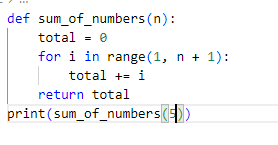 def sum_of_numbers(n):
    total = 0
    for i in range(1, n + 1):
        total += i
    return total
print(sum_of_numbers(5))